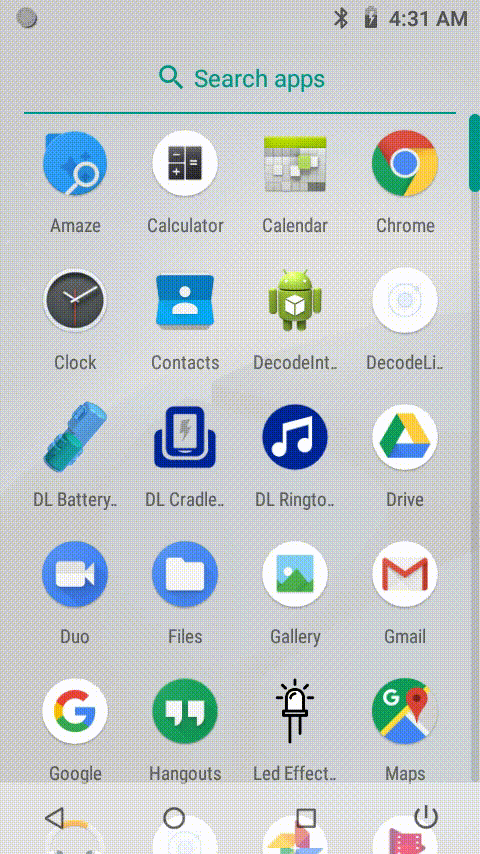 4:31 AM
Search apps
Amaze Calculator Calendar Chrome
Clock Contacts DecodeInt.. DecodeLi..
DL Battery.. DL Cradle.. DL Ringto.. Drive
Duo Files Gallery Gmail
G G
Google Hangouts Led Effect.. Maps